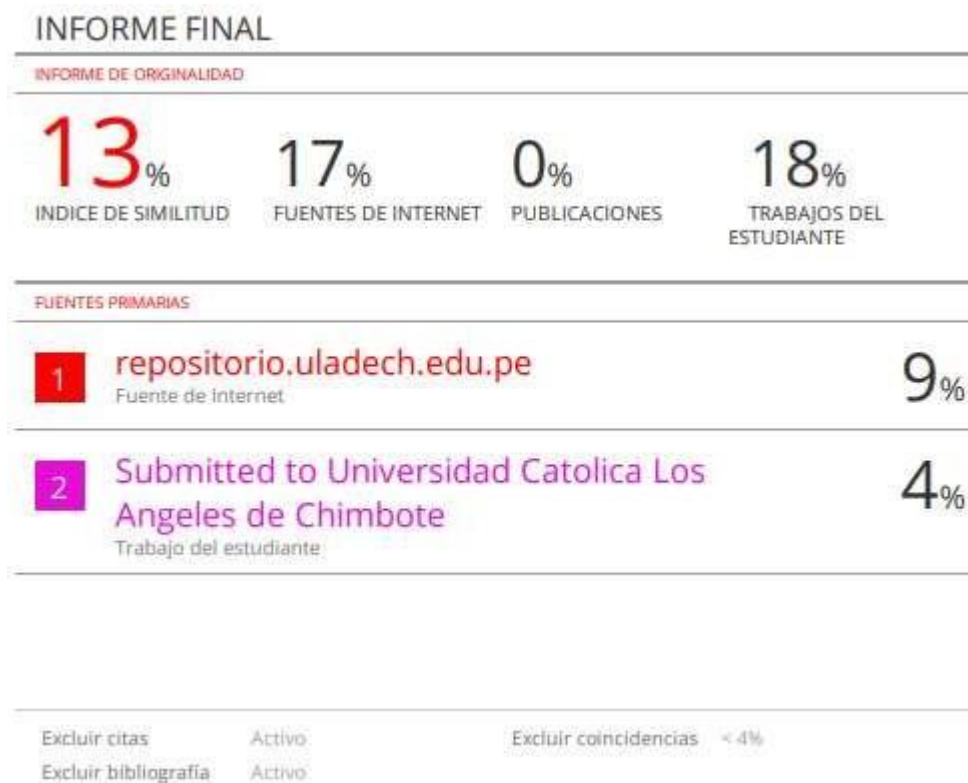 INFORME FINAL
INFORME DE ORIGINALIDAD
13%
17%
0%
18%
INDICE DE SIMILITUD
FUENTES DE INTERNET
PUBLICACIONES
TRABAJOS DEL
ESTUDIANTE
FUENTES PRIMARIAS
1
repositorio.uladech.edu.pe
Fuente de Internet
9%
2
Submitted to Universidad Catolica Los
Angeles de Chimbote
Trabajo del estudiante
4%
Excluir citas
Activo
Excluir coincidencias
< 4%
Excluir bibliografía
Activo